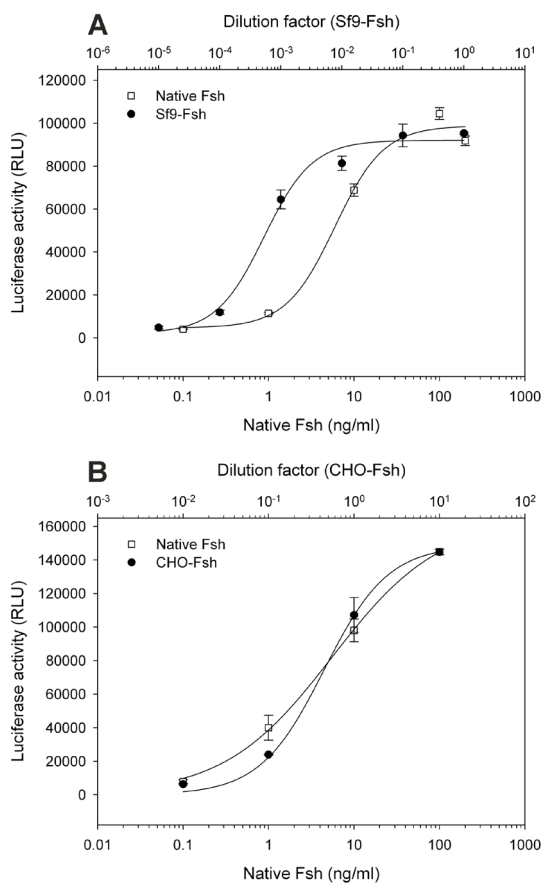 A
Dilution factor (Sf9-Fsh)
10-6 10-5 10-4 10-3 10-2 10-1 100 101
120000
100000
80000
60000
40000
20000
0
Luciferase activity (RLU)
Native Fsh
Sf9-Fsh
0.01 0.1 1 10 100 1000
Native Fsh (ng/ml)
B
Dilution factor (CHO-Fsh)
10-3 10-2 10-1 100 101 102
160000
140000
120000
100000
80000
60000
40000
20000
0
Luciferase activity (RLU)
Native Fsh
CHO-Fsh
0.01 0.1 1 10 100 1000
Native Fsh (ng/ml)